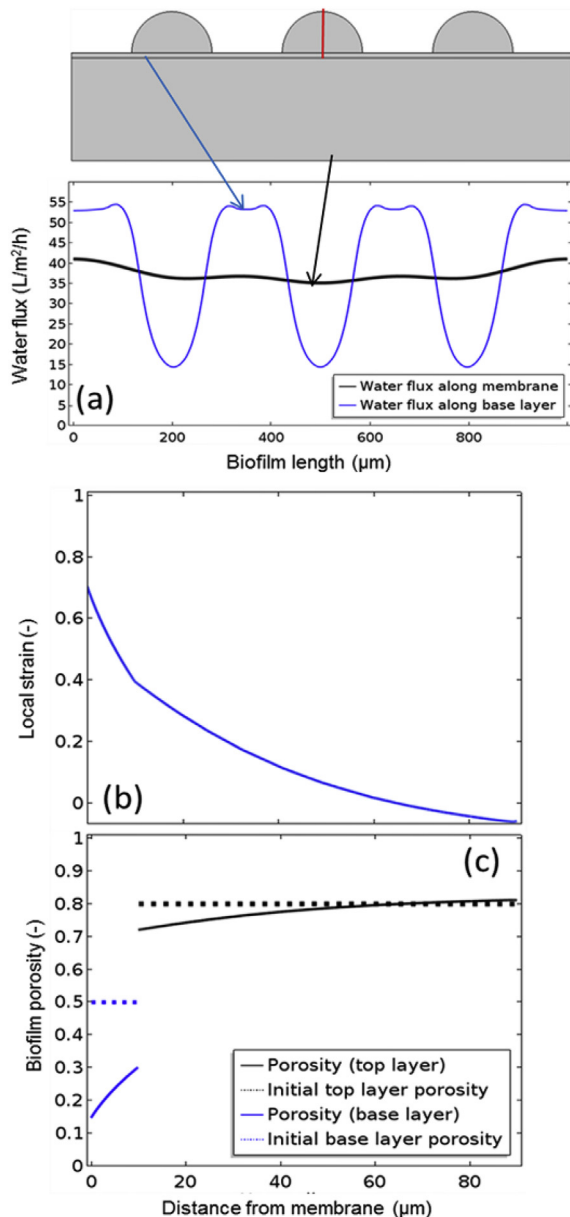 55
50
45
40
35
30
25
20
15
10
5
0
Water flux (L/m²/h)
(a)
Water flux along membrane
Water flux along base layer
0
200
400
600
800
Biofilm length (µm)
1
0.8
0.6
0.4
0.2
0
Local strain (-)
(b)
1
0.9
0.8
0.7
0.6
0.5
0.4
0.3
0.2
0.1
0
Biofilm porosity (-)
(c)
Porosity (top layer)
Initial top layer porosity
Porosity (base layer)
Initial base layer porosity
0
20
40
60
80
Distance from membrane (µm)